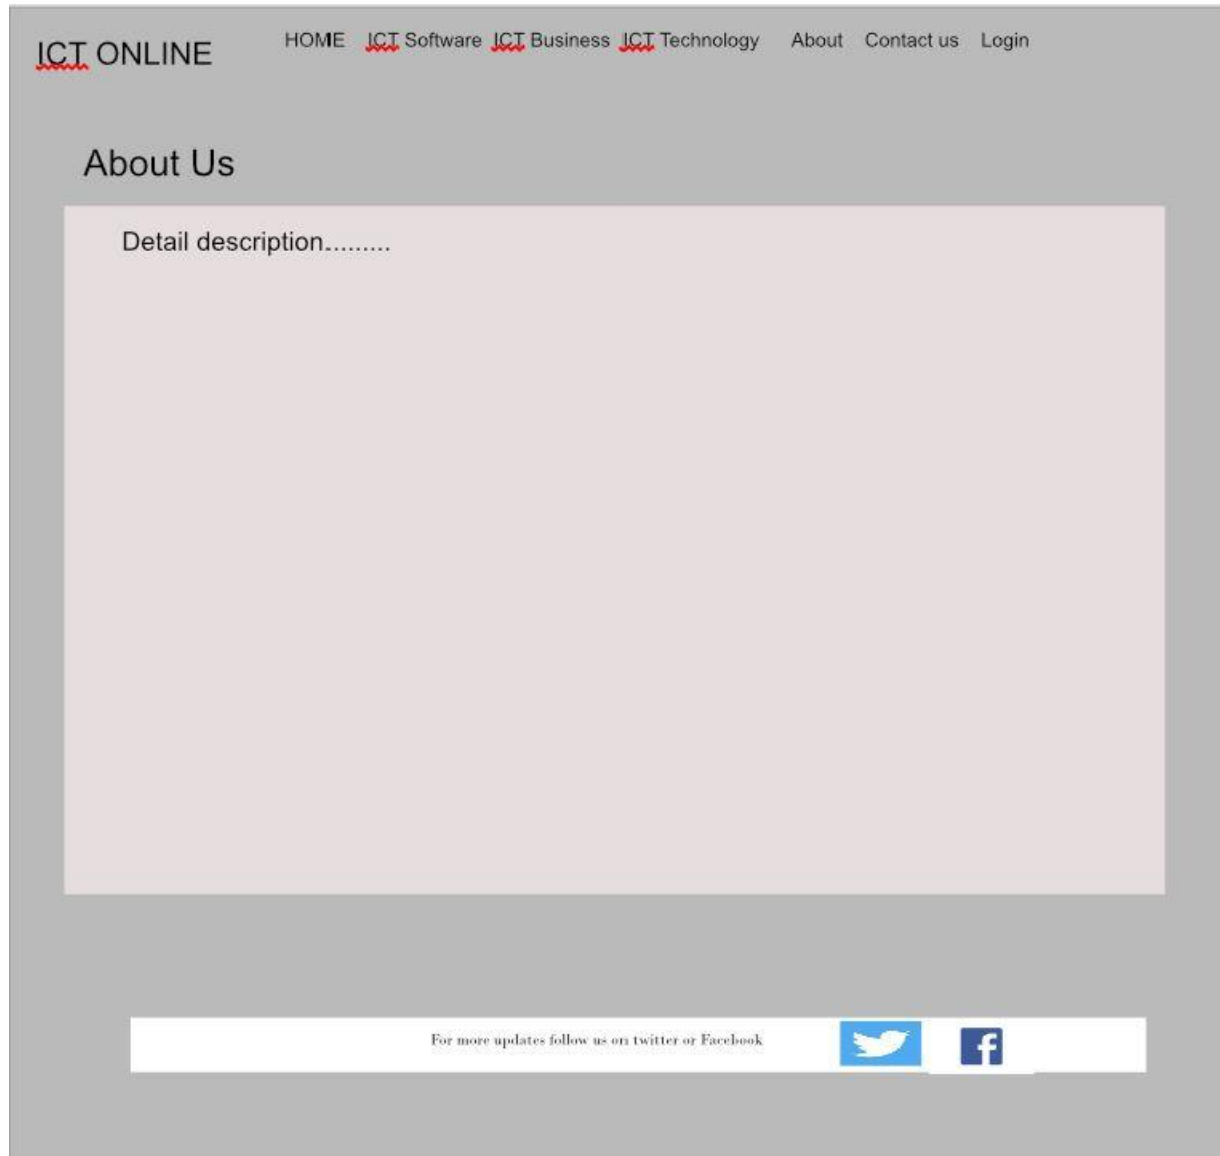 ICT ONLINE
HOME ICT Software ICT Business ICT Technology About Contact us Login
About Us
Detail description.........
For more updates follow us on twitter or Facebook